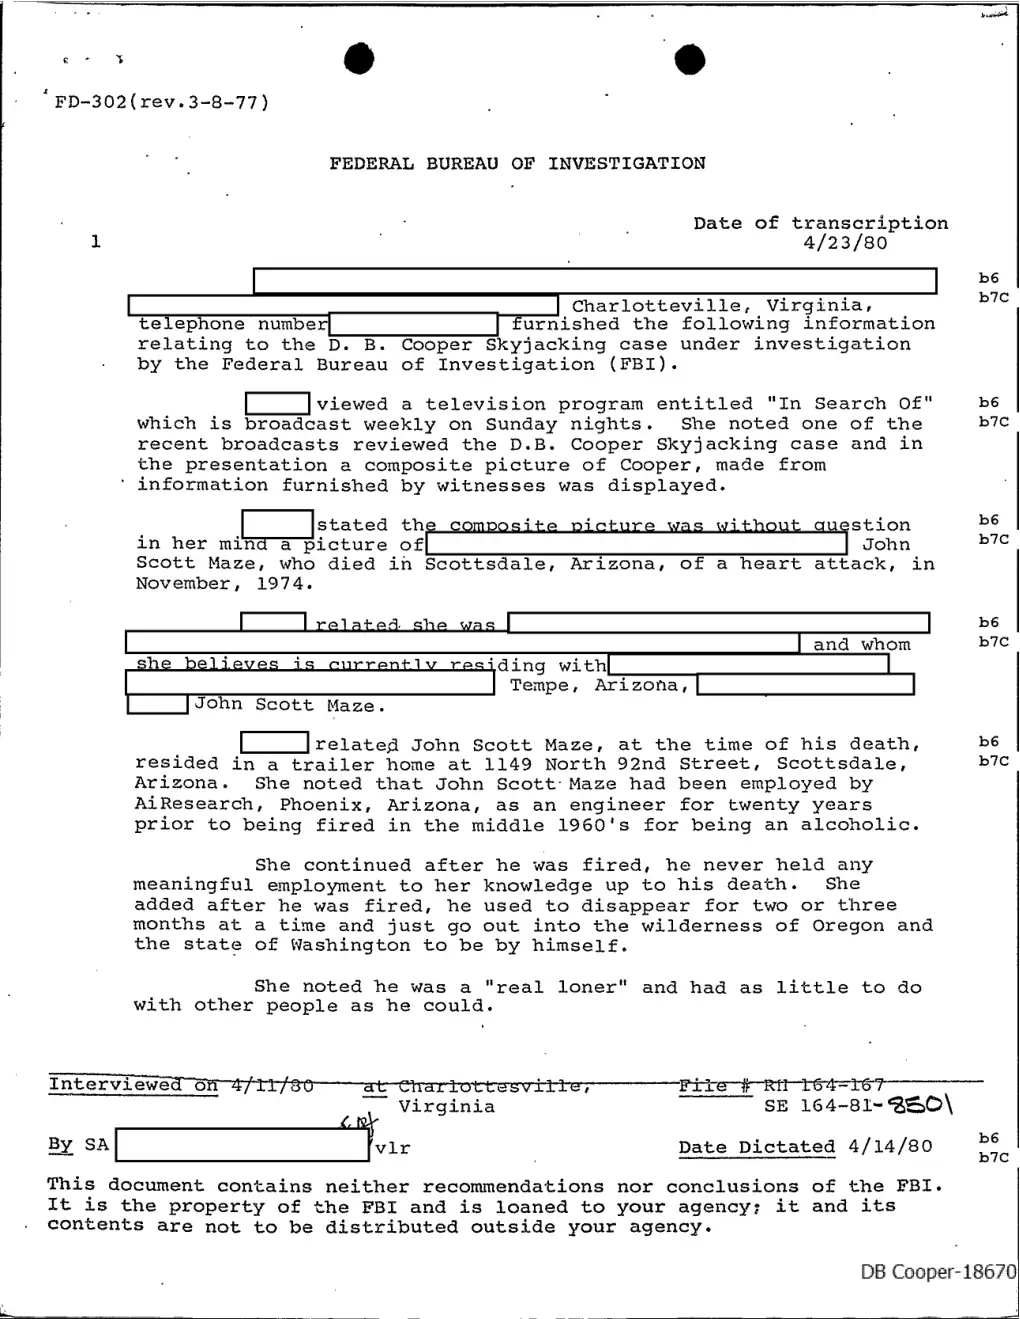 FD-302(rev.3-8-77)
FEDERAL BUREAU OF INVESTIGATION
Date of transcription
1 4/23/80
b6
b7C
Charlotteville, Virginia,
telephone number furnished the following information
relating to the D. B. Cooper Skyjacking case under investigation
by the Federal Bureau of Investigation (FBI).
viewed a television program entitled "In Search Of" b6
which is broadcast weekly on Sunday nights. She noted one of the b7C
recent broadcasts reviewed the D.B. Cooper Skyjacking case and in
the presentation a composite picture of Cooper, made from
information furnished by witnesses was displayed.
stated the composite picture was without question b6
in her mind a picture of John b7C
Scott Maze, who died in Scottsdale, Arizona, of a heart attack, in
November, 1974.
related she was b6
and whom b7C
she believes is currently residing with
Tempe, Arizona,
John Scott Maze.
related John Scott Maze, at the time of his death, b6
resided in a trailer home at 1149 North 92nd Street, Scottsdale, b7C
Arizona. She noted that John Scott Maze had been employed by
AiResearch, Phoenix, Arizona, as an engineer for twenty years
prior to being fired in the middle 1960's for being an alcoholic.
She continued after he was fired, he never held any
meaningful employment to her knowledge up to his death. She
added after he was fired, he used to disappear for two or three
months at a time and just go out into the wilderness of Oregon and
the state of Washington to be by himself.
She noted he was a "real loner" and had as little to do
with other people as he could.
Interviewed on 4/11/80 at Charlottesville, File # RH 164-167
Virginia SE 164-81-8501
By SA vlr Date Dictated 4/14/80 b6
b7C
This document contains neither recommendations nor conclusions of the FBI.
It is the property of the FBI and is loaned to your agency; it and its
contents are not to be distributed outside your agency.
DB Cooper-18670